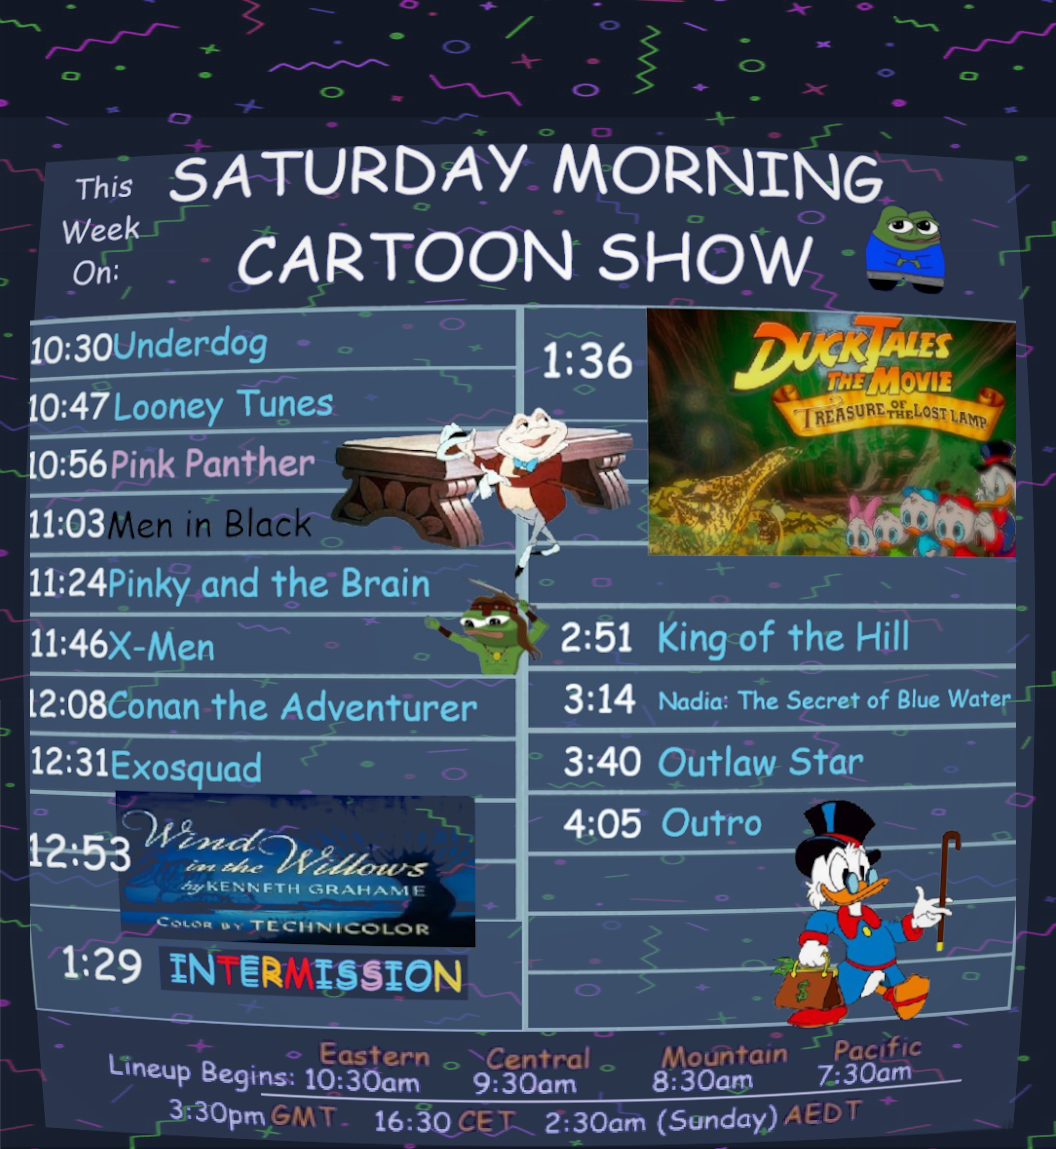 This
Week
On:
SATURDAY MORNING
CARTOON SHOW
10:30 Underdog
10:47 Looney Tunes
10:56 Pink Panther
11:03 Men in Black
11:24 Pinky and the Brain
11:46 X-Men
12:08 Conan the Adventurer
12:31 Exosquad
12:53
Wind
in the Willows
by KENNETH GRAHAME
COLOR BY TECHNICOLOR
1:29 INTERMISSION
1:36
DUCKTALES
THE MOVIE
TREASURE OF THE LOST LAMP
2:51 King of the Hill
3:14 Nadia: The Secret of Blue Water
3:40 Outlaw Star
4:05 Outro
$
Eastern Central Mountain Pacific
Lineup Begins: 10:30am 9:30am 8:30am 7:30am
3:30pm GMT 16:30 CET 2:30am (Sunday) AEDT